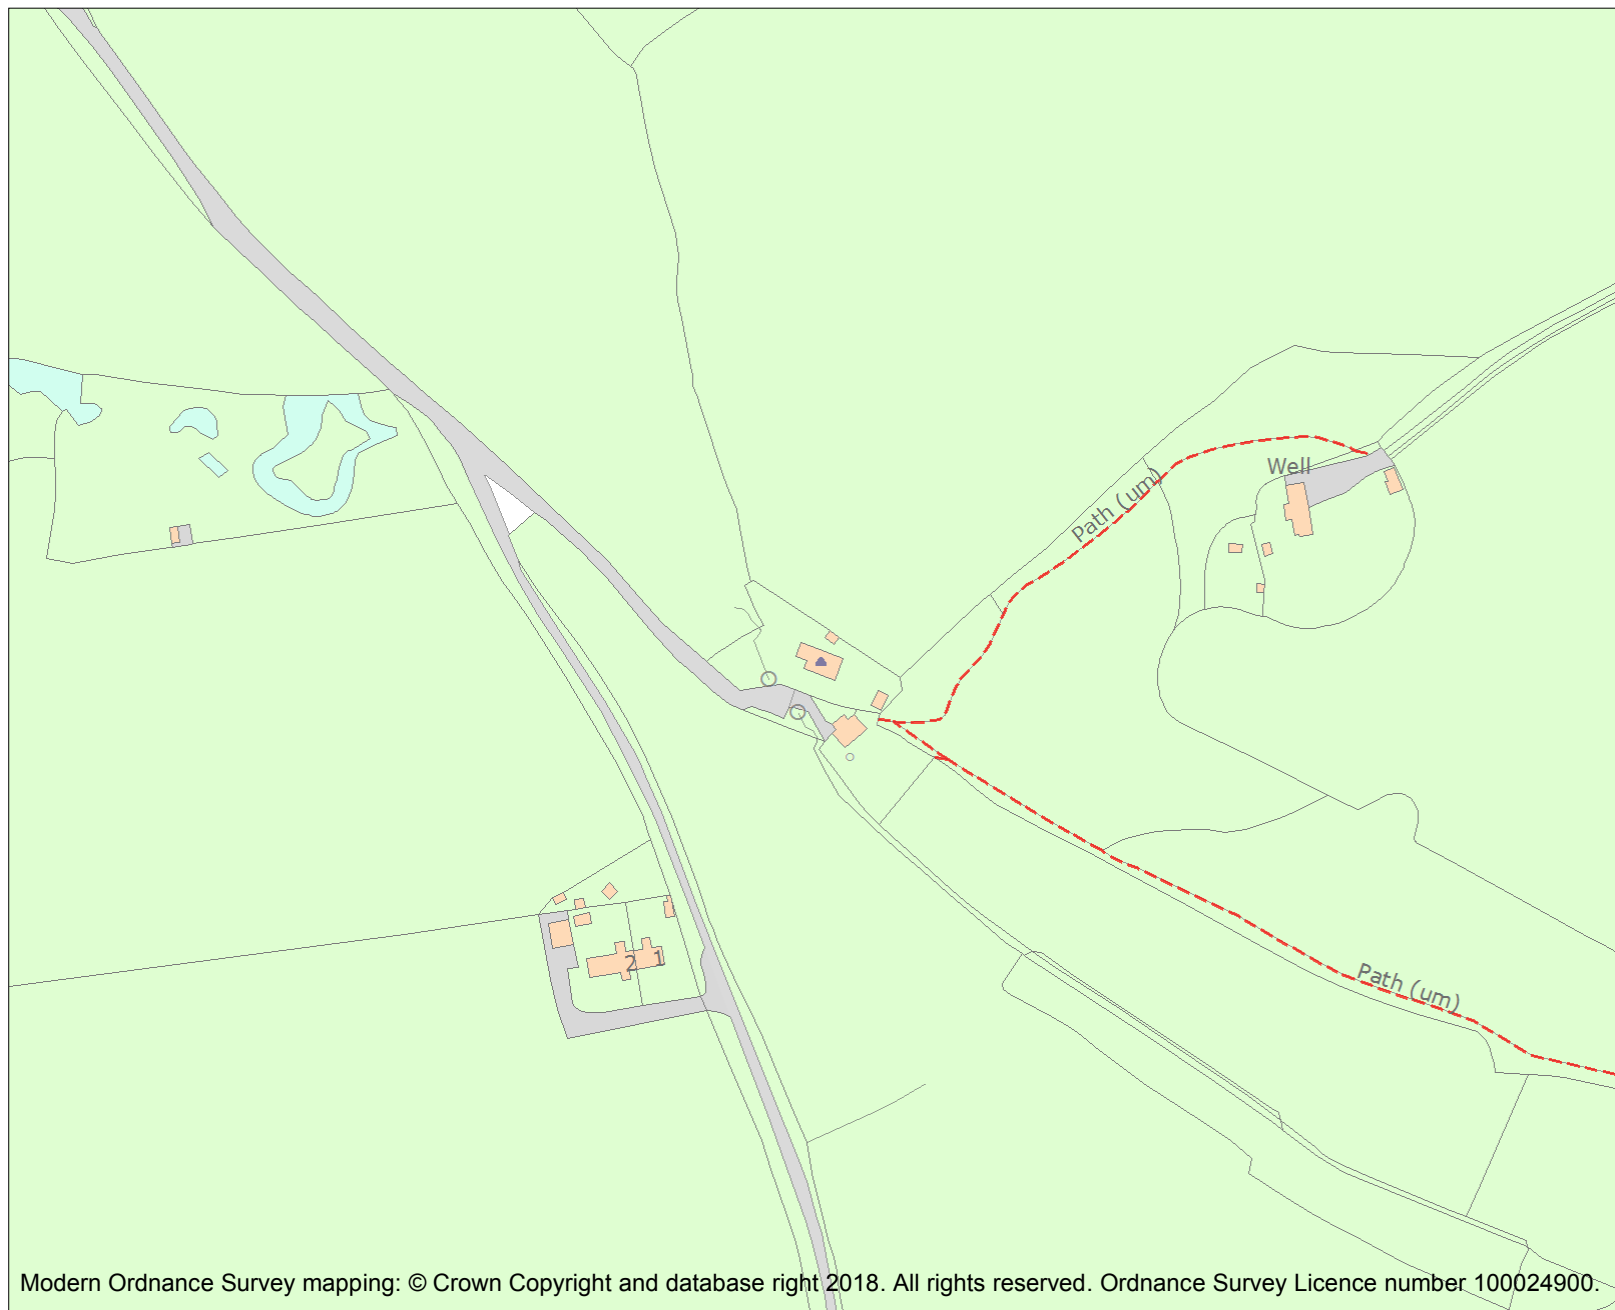 Well
Path (um)
2 1
Path (um)
Modern Ordnance Survey mapping: © Crown Copyright and database right 2018. All rights reserved. Ordnance Survey Licence number 100024900.